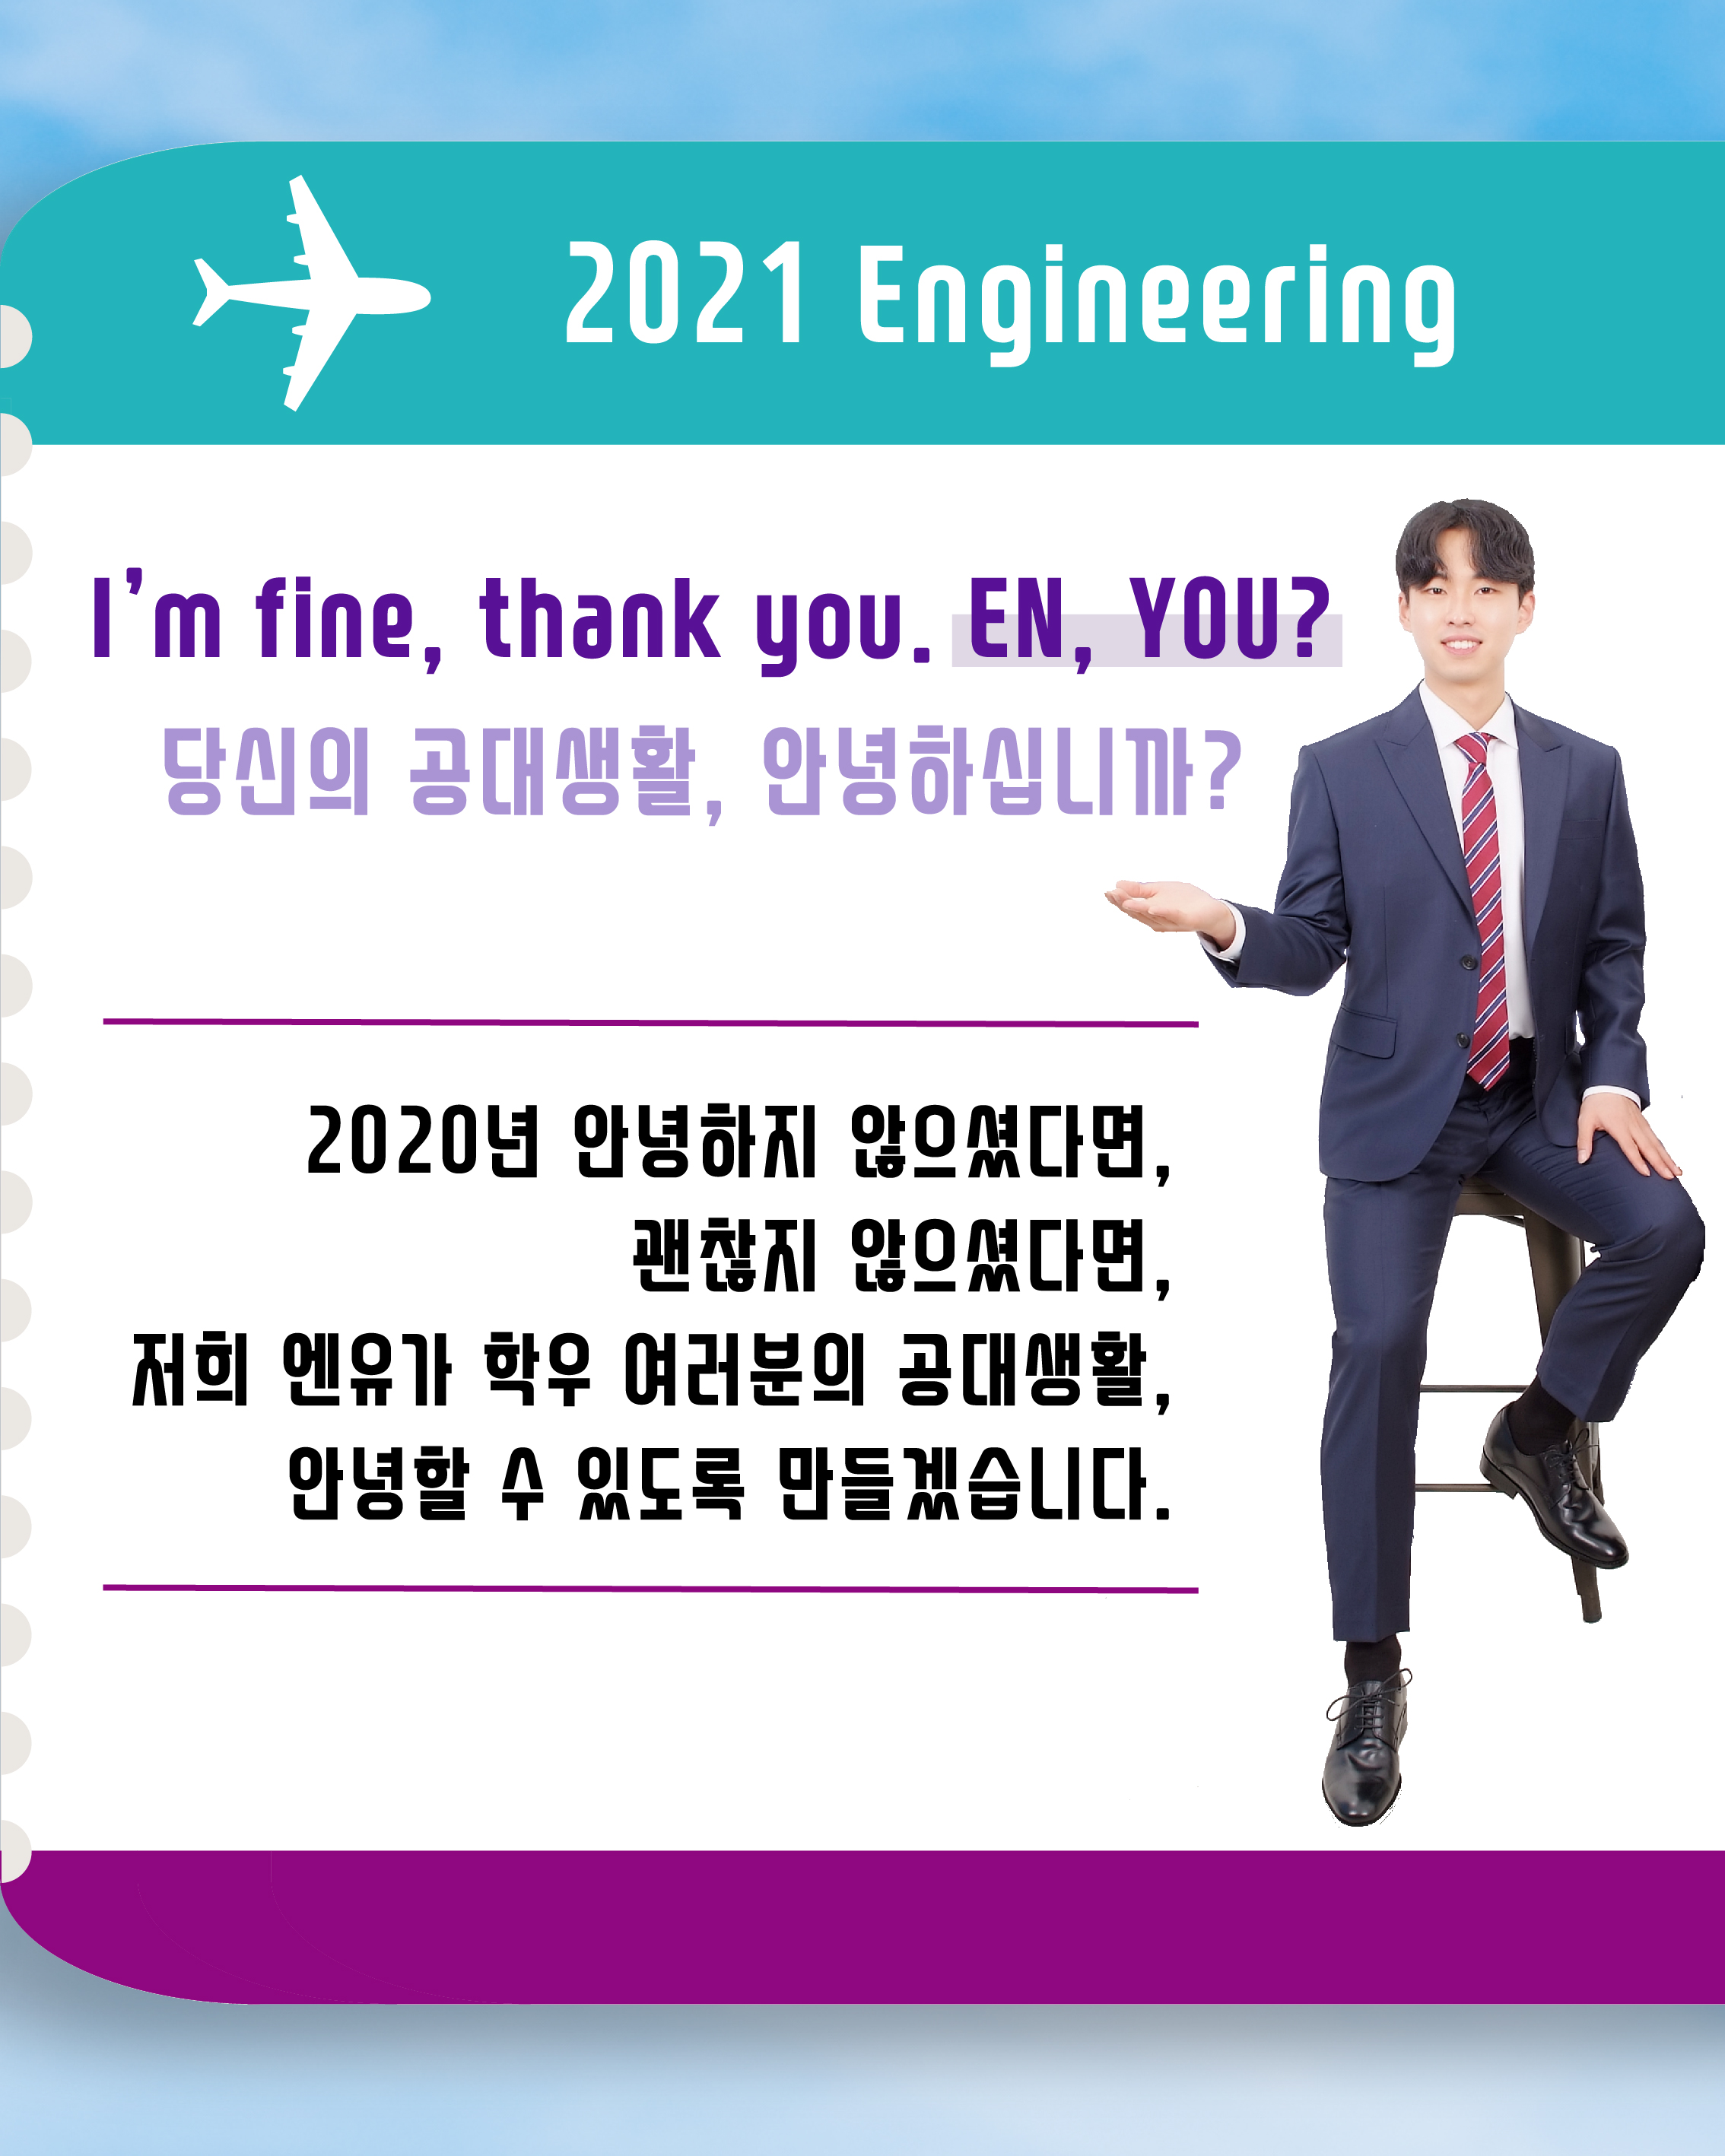 2021 Engineering
I’m fine, thank you. EN, YOU?
당신의 공대생활, 안녕하십니까?
2020년 안녕하지 않으셨다면,
괜찮지 않으셨다면,
저희 엔유가 학우 여러분의 공대생활,
안녕할 수 있도록 만들겠습니다.